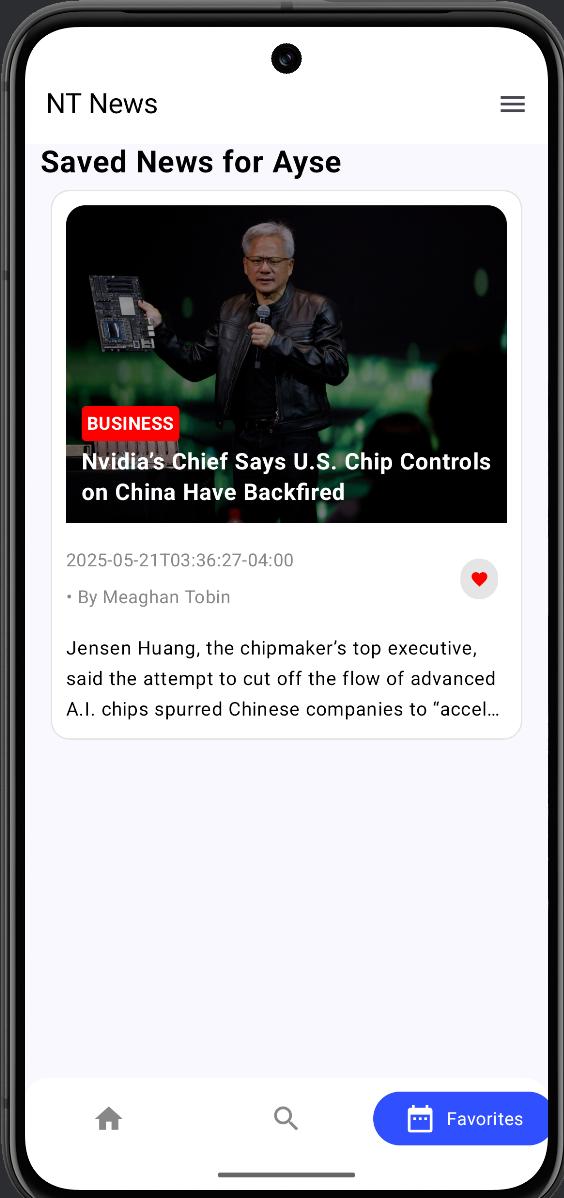 NT News
Saved News for Ayse
BUSINESS
Nvidia’s Chief Says U.S. Chip Controls
on China Have Backfired
2025-05-21T03:36:27-04:00
• By Meaghan Tobin
Jensen Huang, the chipmaker’s top executive,
said the attempt to cut off the flow of advanced
A.I. chips spurred Chinese companies to “accel…
Favorites